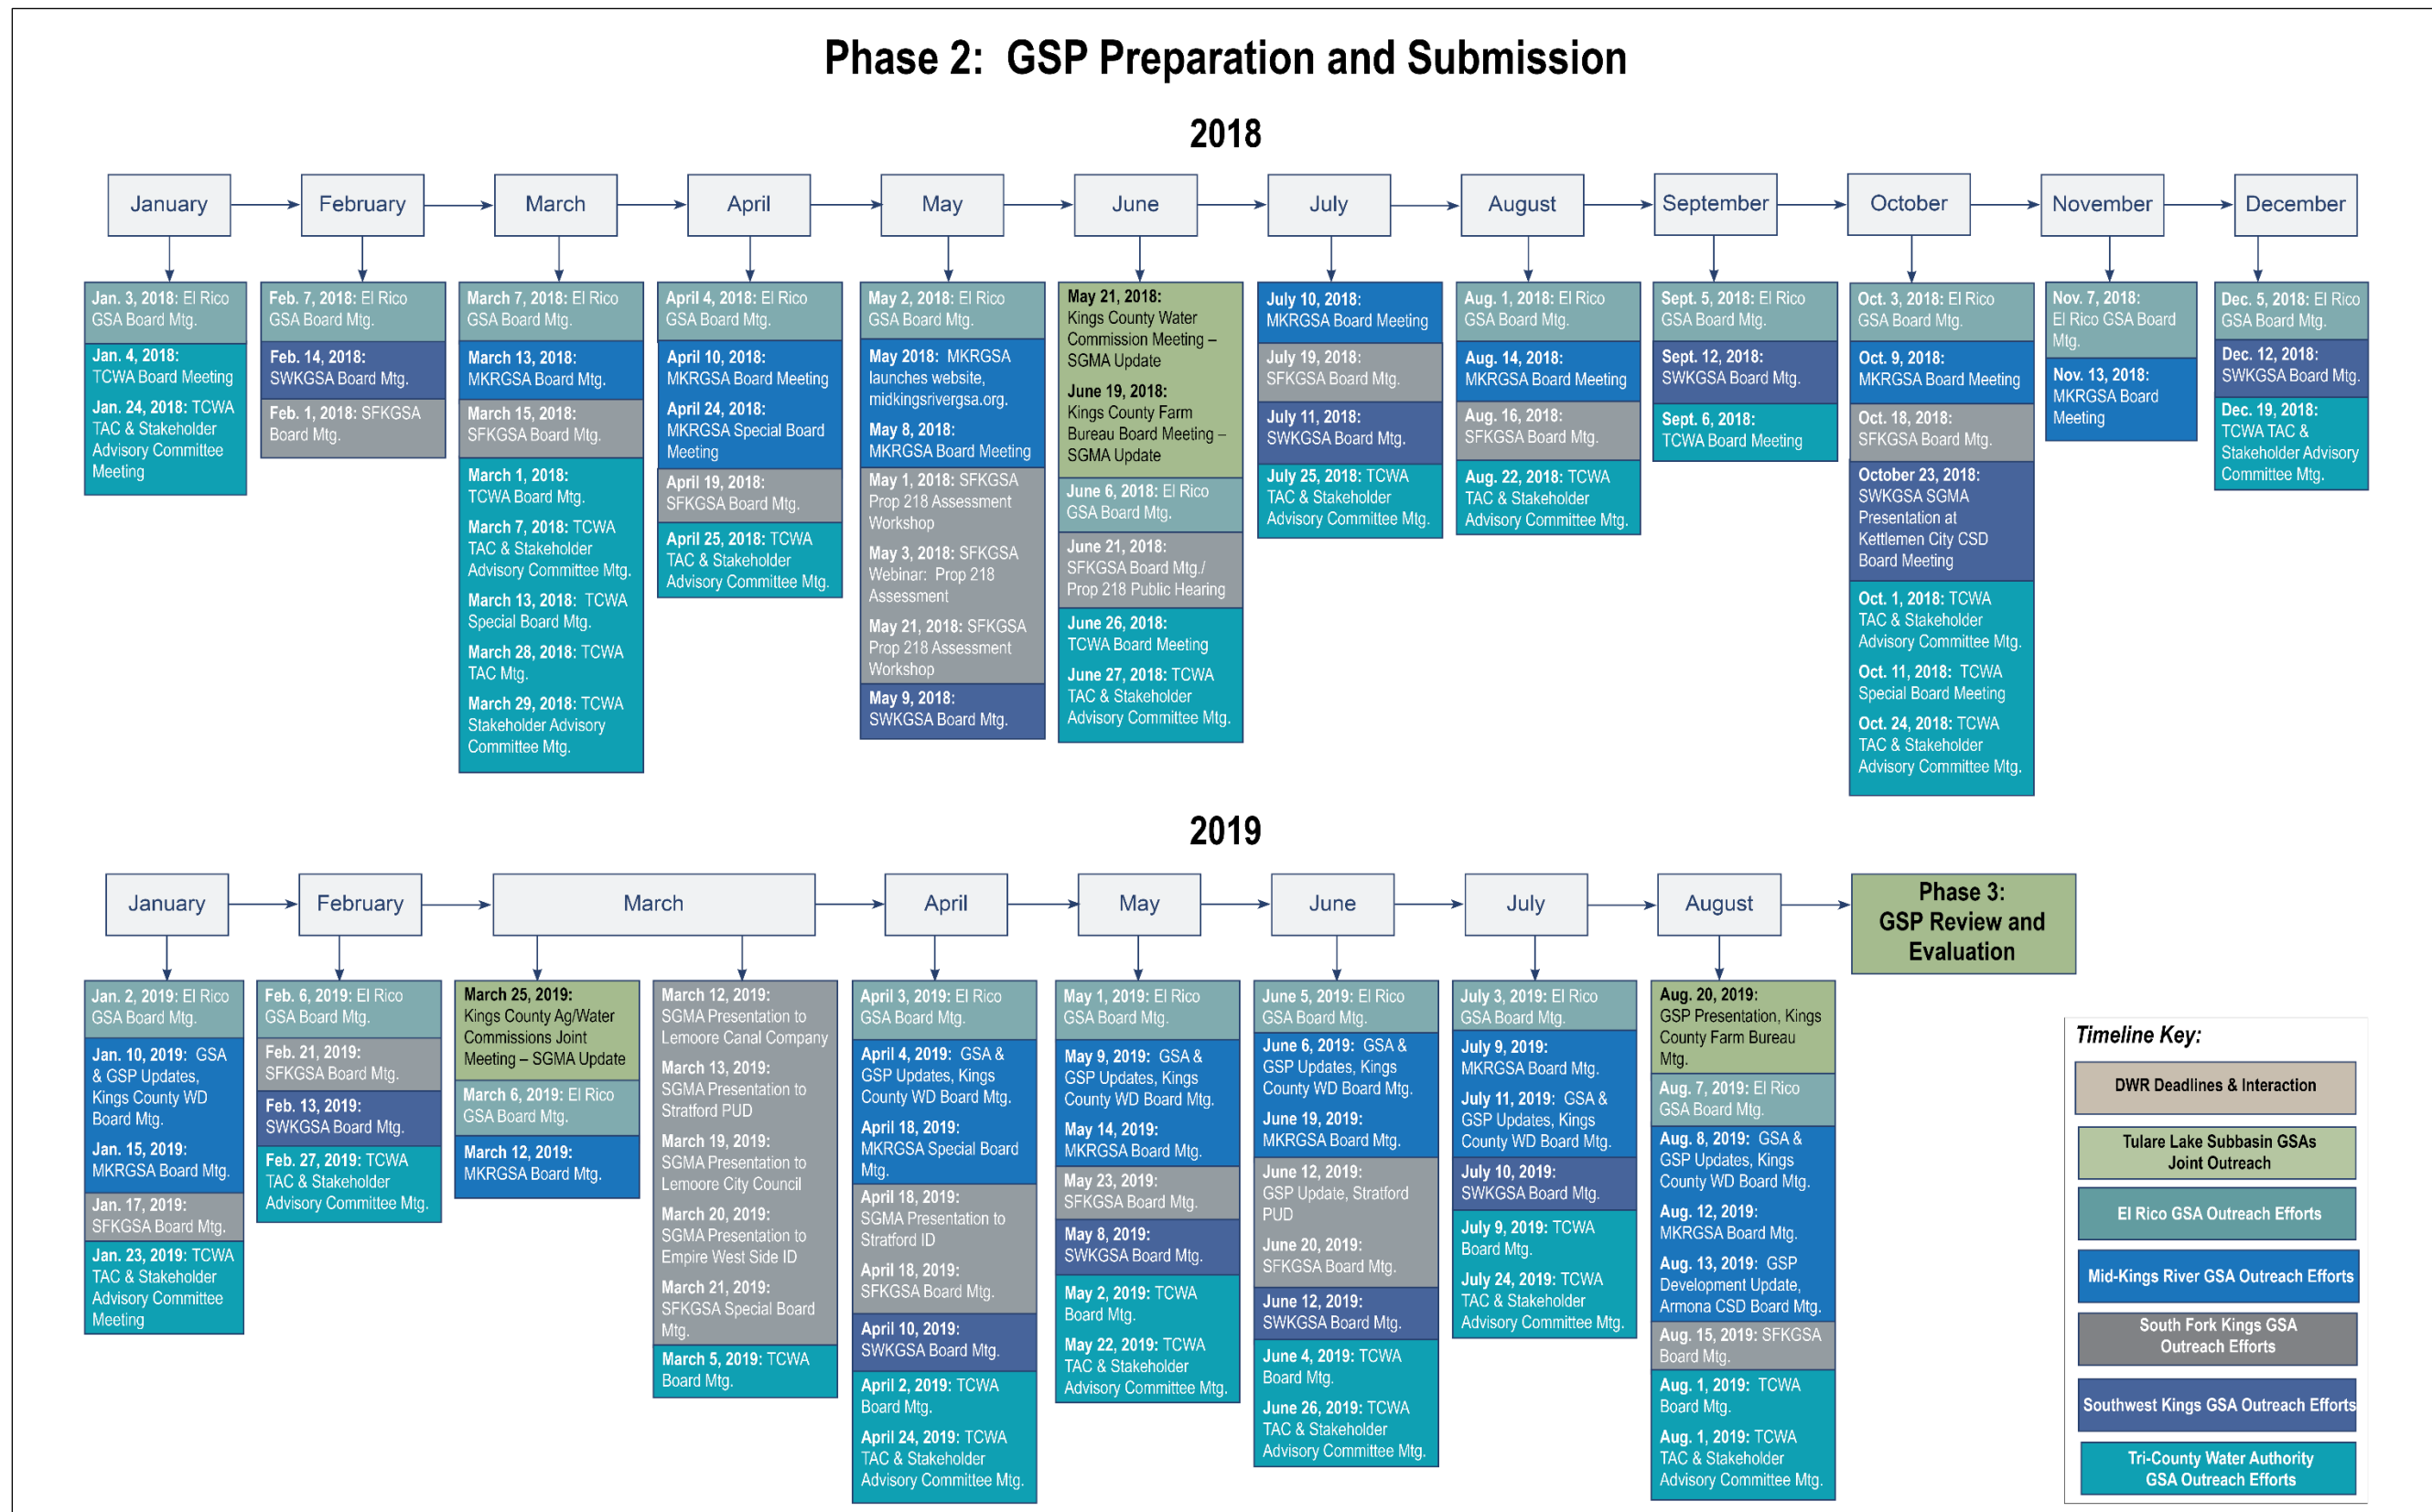 Phase 2:  GSP Preparation and Submission
2018
January
February
March
April
May
June
July
August
September
October
November
December
Jan. 3, 2018: El Rico
GSA Board Mtg.
Jan. 4, 2018:
TCWA Board Meeting
Jan. 24, 2018: TCWA
TAC & Stakeholder
Advisory Committee
Meeting
Feb. 7, 2018: El Rico
GSA Board Mtg.
Feb. 14, 2018:
SWKGSA Board Mtg.
Feb. 1, 2018: SFKGSA
Board Mtg.
March 7, 2018: El Rico
GSA Board Mtg.
March 13, 2018:
MKRGSA Board Mtg.
March 15, 2018:
SFKGSA Board Mtg.
March 1, 2018:
TCWA Board Mtg.
March 7, 2018: TCWA
TAC & Stakeholder
Advisory Committee Mtg.
March 13, 2018:  TCWA
Special Board Mtg.
March 28, 2018: TCWA
TAC Mtg.
March 29, 2018: TCWA
Stakeholder Advisory
Committee Mtg.
April 4, 2018: El Rico
GSA Board Mtg.
April 10, 2018:
MKRGSA Board Meeting
April 24, 2018:
MKRGSA Special Board
Meeting
April 19, 2018:
SFKGSA Board Mtg.
April 25, 2018: TCWA
TAC & Stakeholder
Advisory Committee Mtg.
May 2, 2018: El Rico
GSA Board Mtg.
May 2018:  MKRGSA
launches website,
midkingsrivergsa.org.
May 8, 2018:
MKRGSA Board Meeting
May 1, 2018: SFKGSA
Prop 218 Assessment
Workshop
May 3, 2018: SFKGSA
Webinar:  Prop 218
Assessment
May 21, 2018: SFKGSA
Prop 218 Assessment
Workshop
May 9, 2018:
SWKGSA Board Mtg.
May 21, 2018:
Kings County Water
Commission Meeting –
SGMA Update
June 19, 2018:
Kings County Farm
Bureau Board Meeting –
SGMA Update
June 6, 2018: El Rico
GSA Board Mtg.
June 21, 2018:
SFKGSA Board Mtg./
Prop 218 Public Hearing
June 26, 2018:
TCWA Board Meeting
June 27, 2018: TCWA
TAC & Stakeholder
Advisory Committee Mtg.
July 10, 2018:
MKRGSA Board Meeting
July 19, 2018:
SFKGSA Board Mtg.
July 11, 2018:
SWKGSA Board Mtg.
July 25, 2018: TCWA
TAC & Stakeholder
Advisory Committee Mtg.
Aug. 1, 2018: El Rico
GSA Board Mtg.
Aug. 14, 2018:
MKRGSA Board Meeting
Aug. 16, 2018:
SFKGSA Board Mtg.
Aug. 22, 2018: TCWA
TAC & Stakeholder
Advisory Committee Mtg.
Sept. 5, 2018: El Rico
GSA Board Mtg.
Sept. 12, 2018:
SWKGSA Board Mtg.
Sept. 6, 2018:
TCWA Board Meeting
Oct. 3, 2018: El Rico
GSA Board Mtg.
Oct. 9, 2018:
MKRGSA Board Meeting
Oct. 18, 2018:
SFKGSA Board Mtg.
October 23, 2018:
SWKGSA SGMA
Presentation at
Kettlemen City CSD
Board Meeting
Oct. 1, 2018: TCWA
TAC & Stakeholder
Advisory Committee Mtg.
Oct. 11, 2018:  TCWA
Special Board Meeting
Oct. 24, 2018: TCWA
TAC & Stakeholder
Advisory Committee Mtg.
Nov. 7, 2018:
El Rico GSA Board
Mtg.
Nov. 13, 2018:
MKRGSA Board
Meeting
Dec. 5, 2018: El Rico
GSA Board Mtg.
Dec. 12, 2018:
SWKGSA Board Mtg.
Dec. 19, 2018:
TCWA TAC &
Stakeholder Advisory
Committee Mtg.
2019
January
February
March
April
May
June
July
August
Phase 3:
GSP Review and
Evaluation
Jan. 2, 2019: El Rico
GSA Board Mtg.
Jan. 10, 2019:  GSA
& GSP Updates,
Kings County WD
Board Mtg.
Jan. 15, 2019:
MKRGSA Board Mtg.
Jan. 17, 2019:
SFKGSA Board Mtg.
Jan. 23, 2019: TCWA
TAC & Stakeholder
Advisory Committee
Meeting
Feb. 6, 2019: El Rico
GSA Board Mtg.
Feb. 21, 2019:
SFKGSA Board Mtg.
Feb. 13, 2019:
SWKGSA Board Mtg.
Feb. 27, 2019: TCWA
TAC & Stakeholder
Advisory Committee Mtg.
March 25, 2019:
Kings County Ag/Water
Commissions Joint
Meeting – SGMA Update
March 6, 2019: El Rico
GSA Board Mtg.
March 12, 2019:
MKRGSA Board Mtg.
March 12, 2019:
SGMA Presentation to
Lemoore Canal Company
March 13, 2019:
SGMA Presentation to
Stratford PUD
March 19, 2019:
SGMA Presentation to
Lemoore City Council
March 20, 2019:
SGMA Presentation to
Empire West Side ID
March 21, 2019:
SFKGSA Special Board
Mtg.
March 5, 2019: TCWA
Board Mtg.
April 3, 2019: El Rico
GSA Board Mtg.
April 4, 2019:  GSA &
GSP Updates, Kings
County WD Board Mtg.
April 18, 2019:
MKRGSA Special Board
Mtg.
April 18, 2019:
SGMA Presentation to
Stratford ID
April 18, 2019:
SFKGSA Board Mtg.
April 10, 2019:
SWKGSA Board Mtg.
April 2, 2019: TCWA
Board Mtg.
April 24, 2019: TCWA
TAC & Stakeholder
Advisory Committee Mtg.
May 1, 2019: El Rico
GSA Board Mtg.
May 9, 2019:  GSA &
GSP Updates, Kings
County WD Board Mtg.
May 14, 2019:
MKRGSA Board Mtg.
May 23, 2019:
SFKGSA Board Mtg.
May 8, 2019:
SWKGSA Board Mtg.
May 2, 2019: TCWA
Board Mtg.
May 22, 2019: TCWA
TAC & Stakeholder
Advisory Committee Mtg.
June 5, 2019: El Rico
GSA Board Mtg.
June 6, 2019:  GSA &
GSP Updates, Kings
County WD Board Mtg.
June 19, 2019:
MKRGSA Board Mtg.
June 12, 2019:
GSP Update, Stratford
PUD
June 20, 2019:
SFKGSA Board Mtg.
June 12, 2019:
SWKGSA Board Mtg.
June 4, 2019: TCWA
Board Mtg.
June 26, 2019: TCWA
TAC & Stakeholder
Advisory Committee Mtg.
July 3, 2019: El Rico
GSA Board Mtg.
July 9, 2019:
MKRGSA Board Mtg.
July 11, 2019:  GSA &
GSP Updates, Kings
County WD Board Mtg.
July 10, 2019:
SWKGSA Board Mtg.
July 9, 2019: TCWA
Board Mtg.
July 24, 2019: TCWA
TAC & Stakeholder
Advisory Committee Mtg.
Aug. 20, 2019:
GSP Presentation, Kings
County Farm Bureau
Mtg.
Aug. 7, 2019: El Rico
GSA Board Mtg.
Aug. 8, 2019:  GSA &
GSP Updates, Kings
County WD Board Mtg.
Aug. 12, 2019:
MKRGSA Board Mtg.
Aug. 13, 2019:  GSP
Development Update,
Armona CSD Board Mtg.
Aug. 15, 2019: SFKGSA
Board Mtg.
Aug. 1, 2019:  TCWA
Board Mtg.
Aug. 1, 2019: TCWA
TAC & Stakeholder
Advisory Committee Mtg.
Timeline Key:
DWR Deadlines & Interaction
Tulare Lake Subbasin GSAs
Joint Outreach
El Rico GSA Outreach Efforts
Mid-Kings River GSA Outreach Efforts
South Fork Kings GSA
Outreach Efforts
Southwest Kings GSA Outreach Efforts
Tri-County Water Authority
GSA Outreach Efforts